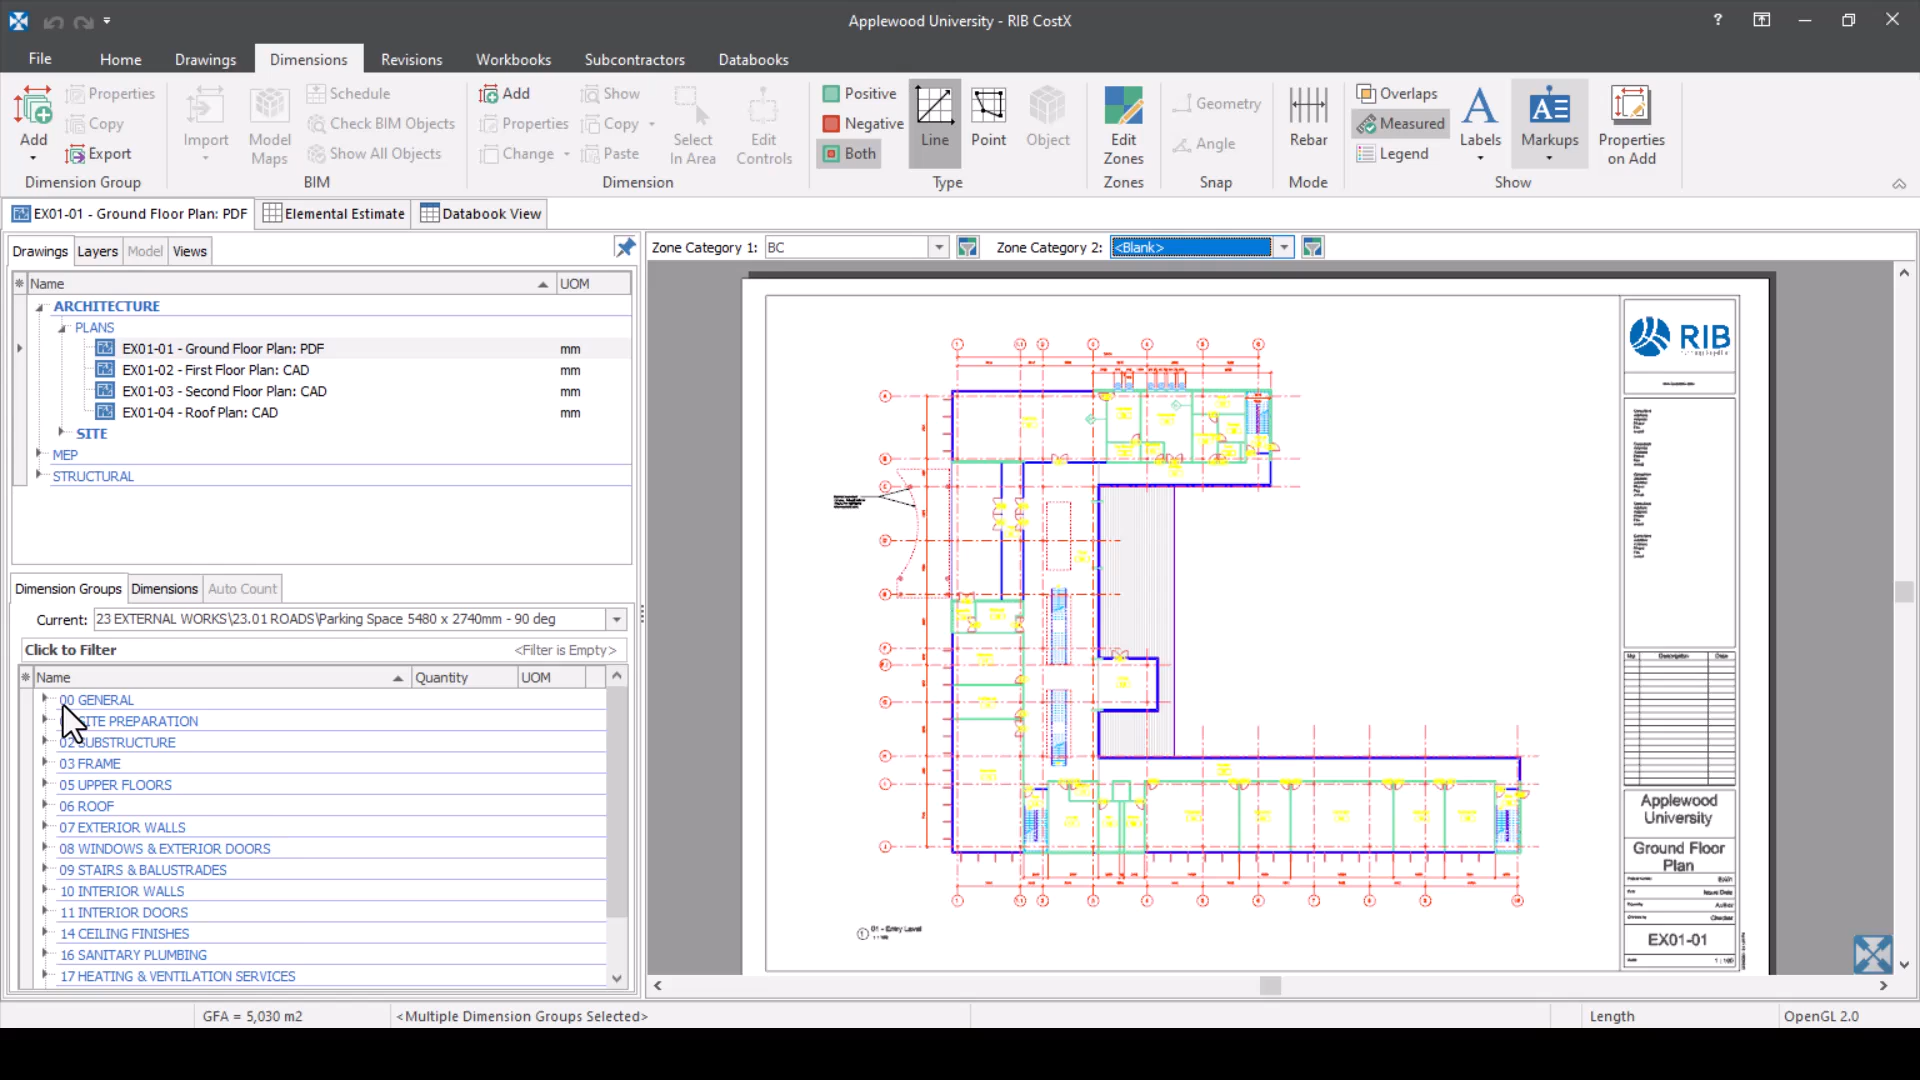 Applewood University - RIB CostX
?
File
Home
Drawings
Dimensions
Revisions
Workbooks
Subcontractors
Databooks
Add
Properties
Copy
Export
Dimension Group
Import
Model Maps
Schedule
Check BIM Objects
Show All Objects
BIM
Add
Properties
Change
Show
Copy
Paste
Select In Area
Edit Controls
Dimension
Positive
Negative
Both
Line
Point
Object
Type
Edit Zones
Zones
Geometry
Angle
Snap
Rebar
Mode
Overlaps
Measured
Legend
Labels
Markups
Properties on Add
Show
EX01-01 - Ground Floor Plan: PDF
Elemental Estimate
Databook View
Drawings
Layers
Model
Views
Zone Category 1:
BC
Zone Category 2:
<Blank>
Name
UOM
ARCHITECTURE
PLANS
EX01-01 - Ground Floor Plan: PDF mm
EX01-02 - First Floor Plan: CAD mm
EX01-03 - Second Floor Plan: CAD mm
EX01-04 - Roof Plan: CAD mm
SITE
MEP
STRUCTURAL
Dimension Groups
Dimensions
Auto Count
Current: 23 EXTERNAL WORKS\23.01 ROADS\Parking Space 5480 x 2740mm - 90 deg
Click to Filter
<Filter is Empty>
Name
Quantity
UOM
00 GENERAL
SITE PREPARATION
02 SUBSTRUCTURE
03 FRAME
05 UPPER FLOORS
06 ROOF
07 EXTERIOR WALLS
08 WINDOWS & EXTERIOR DOORS
09 STAIRS & BALUSTRADES
10 INTERIOR WALLS
11 INTERIOR DOORS
14 CEILING FINISHES
16 SANITARY PLUMBING
17 HEATING & VENTILATION SERVICES
RIB
Applewood
University
Ground Floor
Plan
EX01-01
01 - Entry Level
GFA = 5,030 m2
<Multiple Dimension Groups Selected>
Length
OpenGL 2.0